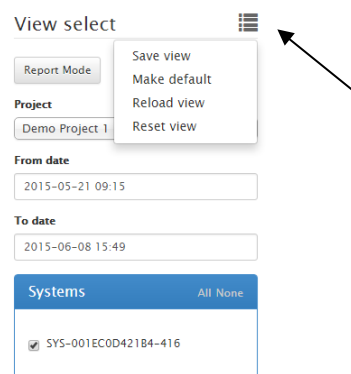 View select
Save view
Make default
Reload view
Reset view
Report Mode
Project
Demo Project 1
From date
2015-05-21 09:15
To date
2015-06-08 15:49
Systems All None
SYS-001EC0D421B4-416